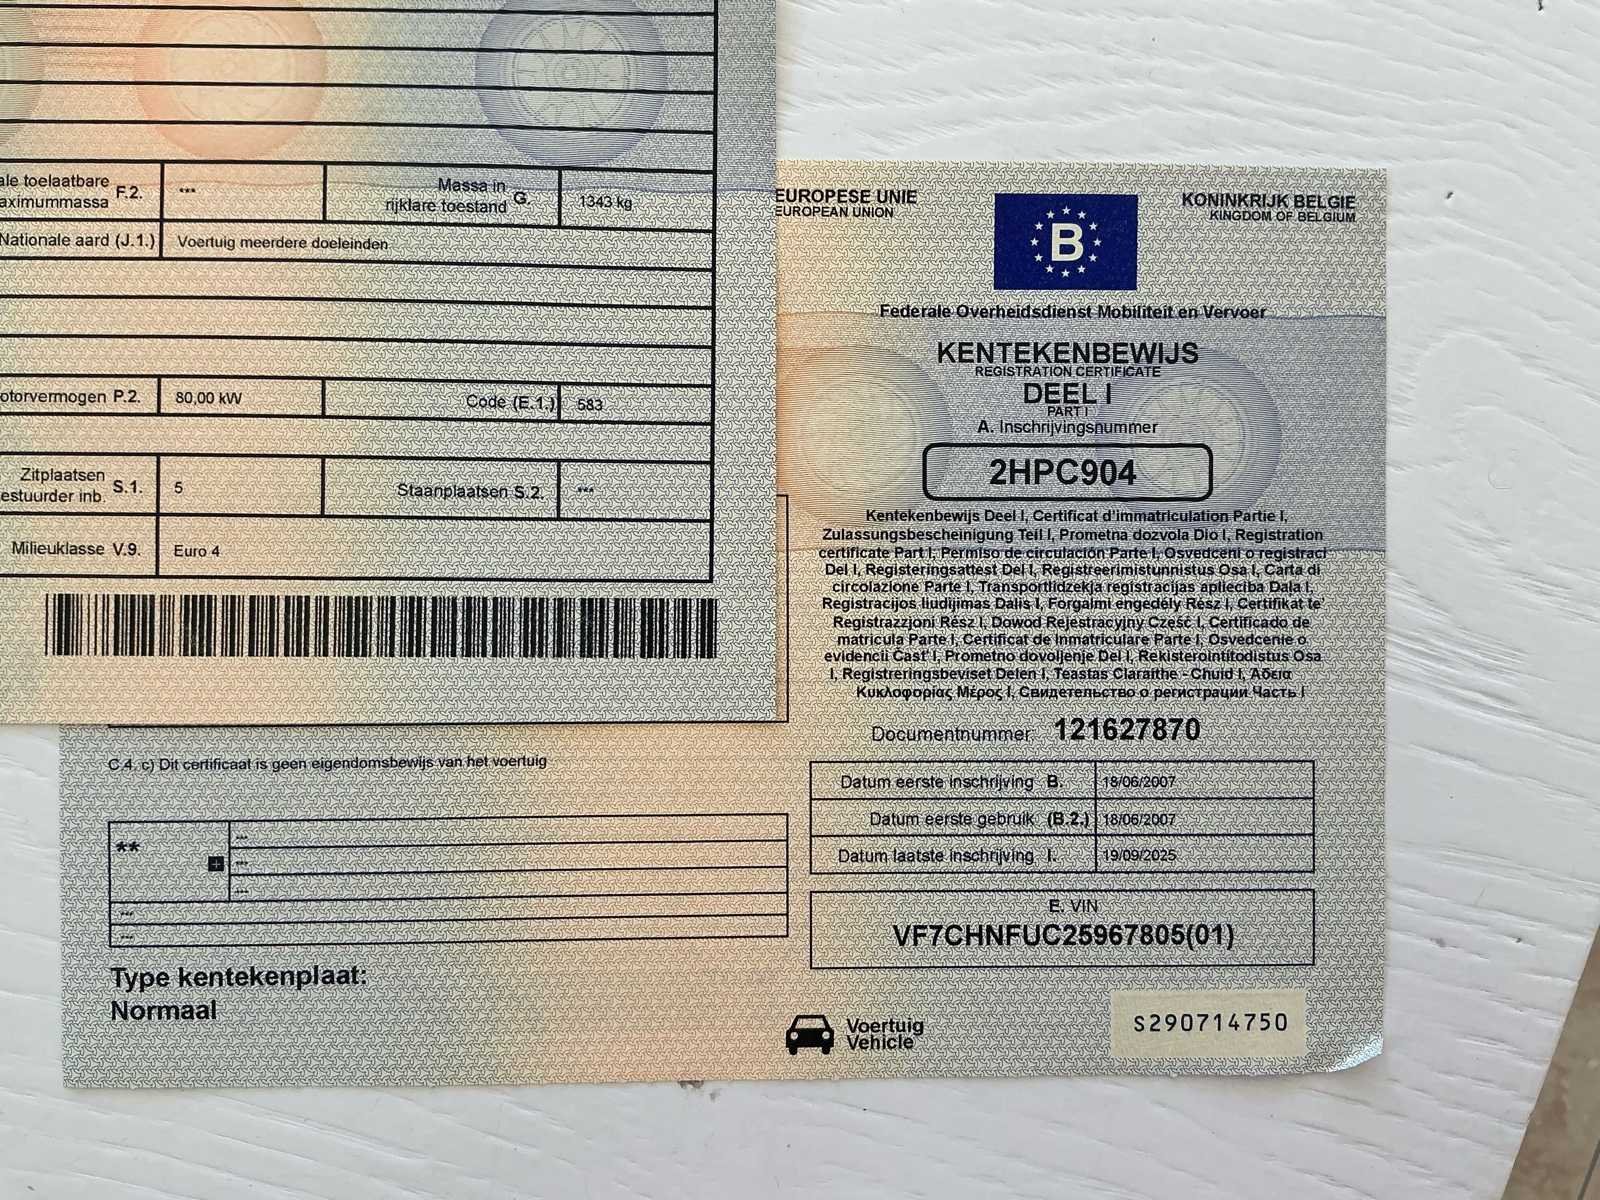 ale toelaatbare
aximummassa F.2. ***
Massa in
rijklare toestand G. 1343 kg
Nationale aard (J.1.) Voertuig meerdere doeleinden
otorvermogen P.2. 80,00 kW Code (E.1.) 583
Zitplaatsen
estuurder inb. S.1. 5 Staanplaatsen S.2. ***
Milieuklasse V.9. Euro 4
EUROPESE UNIE
EUROPEAN UNION
B
KONINKRIJK BELGIE
KINGDOM OF BELGIUM
Federale Overheidsdienst Mobiliteit en Vervoer
KENTEKENBEWIJS
REGISTRATION CERTIFICATE
DEEL I
PART I
A. Inschrijvingsnummer
2HPC904
Kentekenbewijs Deel I, Certificat d'immatriculation Partie I,
Zulassungsbescheinigung Teil I, Prometna dozvola Dio I, Registration
certificate Part I, Permiso de circulación Parte I, Osvedceni o registraci
Del I, Registeringsattest Del I, Registreerimistunnistus Osa I, Carta di
circolazione Parte I, Transportlidzekja registracijas aplieciba Daļa I,
Registracijos liudijimas Dalis I, Forgalmi engedély Rész I, Certifikat te'
Registrazzjoni Rész I, Dowod Rejestracyjny Część I, Certificado de
matricula Parte I, Certificat de Inmatriculare Parte I, Osvedcenie o
evidencii Cast' I, Prometno dovoljenje Del I, Rekisterointitodistus Osa
I, Registreringsbeviset Delen I, Teastas Claraithe - Chuid I, Άδεια
Κυκλοφορίας Μέρος I, Свидетельство о регистрации Часть I
Documentnummer 121627870
C.4. c) Dit certificaat is geen eigendomsbewijs van het voertuig
Datum eerste inschrijving B. 18/06/2007
Datum eerste gebruik (B.2.) 18/06/2007
Datum laatste inschrijving I. 19/09/2025
** ***
***
***
***
***
E. VIN
VF7CHNFUC25967805(01)
Type kentekenplaat:
Normaal
Voertuig
Vehicle
S290714750